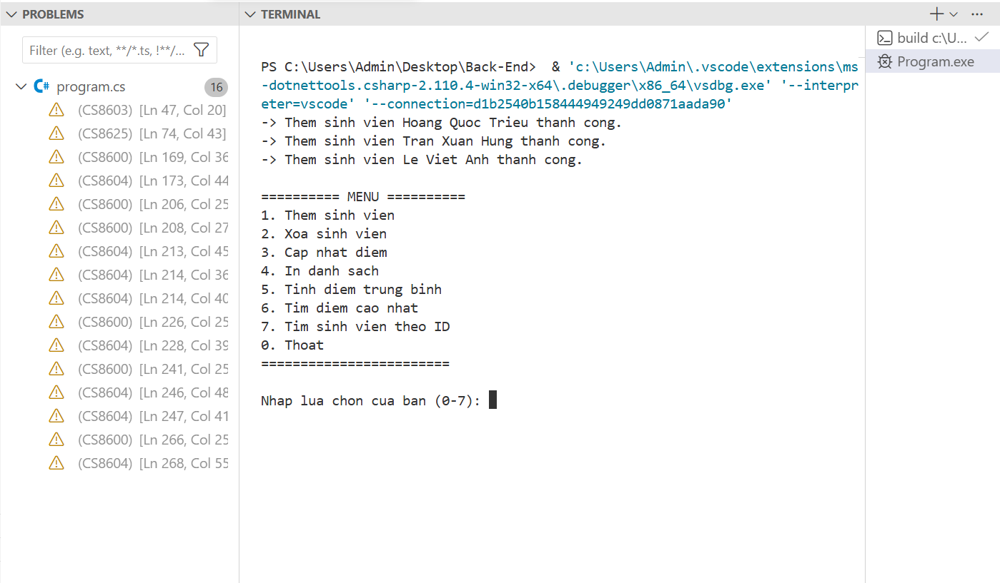 PROBLEMS
Filter (e.g. text, **/*.ts, !**/...
C# program.cs 16
(CS8603) [Ln 47, Col 20]
(CS8625) [Ln 74, Col 43]
(CS8600) [Ln 169, Col 36
(CS8604) [Ln 173, Col 44
(CS8600) [Ln 206, Col 25
(CS8600) [Ln 208, Col 27
(CS8604) [Ln 213, Col 45
(CS8604) [Ln 214, Col 36
(CS8604) [Ln 214, Col 40
(CS8600) [Ln 226, Col 25
(CS8604) [Ln 228, Col 39
(CS8600) [Ln 241, Col 25
(CS8604) [Ln 246, Col 48
(CS8604) [Ln 247, Col 41
(CS8600) [Ln 266, Col 25
(CS8604) [Ln 268, Col 55
TERMINAL
PS C:\Users\Admin\Desktop\Back-End>  & 'c:\Users\Admin\.vscode\extensions\ms
-dotnettools.csharp-2.110.4-win32-x64\.debugger\x86_64\vsdbg.exe' '--interpr
eter=vscode' '--connection=d1b2540b158444949249dd0871aada90'
-> Them sinh vien Hoang Quoc Trieu thanh cong.
-> Them sinh vien Tran Xuan Hung thanh cong.
-> Them sinh vien Le Viet Anh thanh cong.
========== MENU ==========
1. Them sinh vien
2. Xoa sinh vien
3. Cap nhat diem
4. In danh sach
5. Tinh diem trung binh
6. Tim diem cao nhat
7. Tim sinh vien theo ID
0. Thoat
========================
Nhap lua chon cua ban (0-7):
build c:\U...
Program.exe